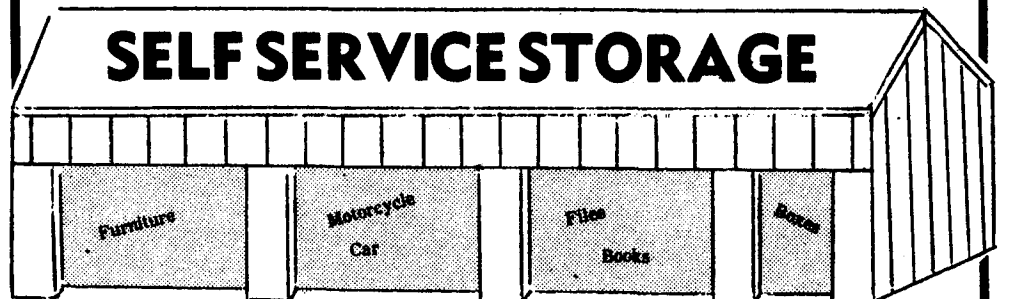 SELF SERVICE STORAGE
Furniture
Motorcycle
Car
Files
Books
Boxes